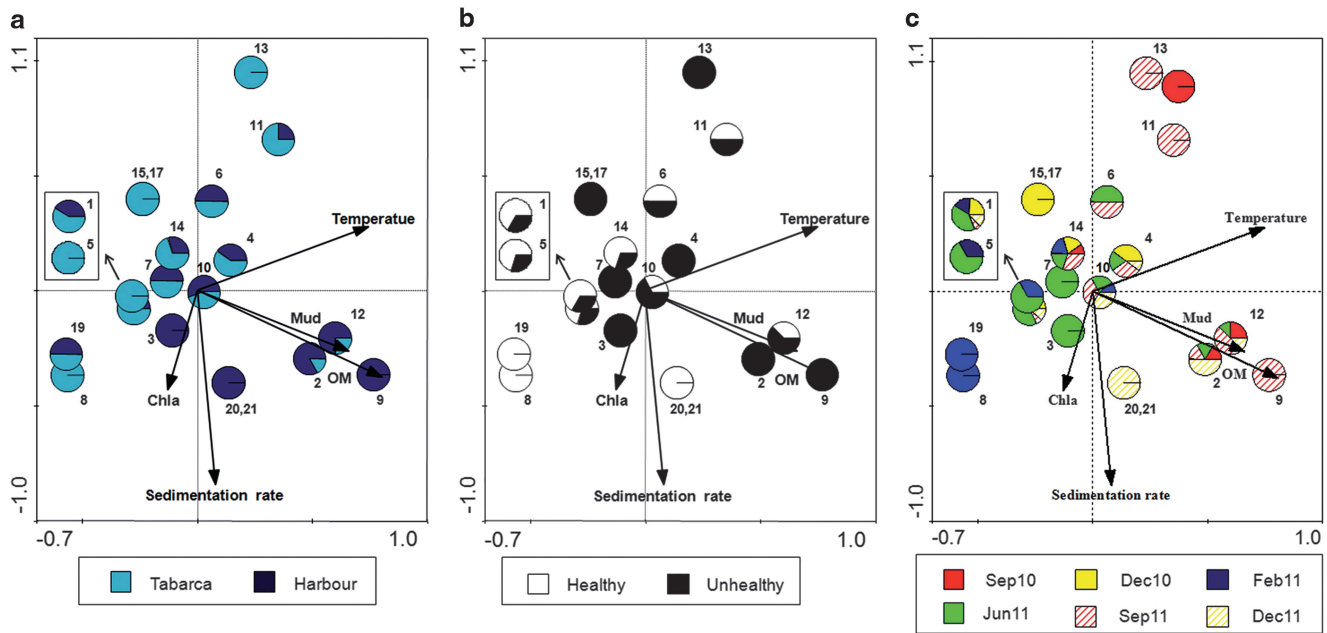 a
1.1
-1.0
-0.7 1.0
13
11
15,17
6
1
5
14
4
7
10
Temperature
Mud
12
19
3
OM
2
9
8
Chla
20,21
Sedimentation rate
Tabarca Harbour
b
13
11
15,17
6
1
5
14
4
7
10
Temperature
Mud
12
19
3
OM
2
9
8
Chla
20,21
Sedimentation rate
-1.0
-0.7 1.0
1.1
Healthy Unhealthy
c
13
11
15,17
6
1
5
14
4
7
10
Temperature
Mud
12
19
3
OM
2
9
8
Chla
20,21
Sedimentation rate
-1.0
-0.7 1.0
1.1
Sep10 Dec10 Feb11
Jun11 Sep11 Dec11